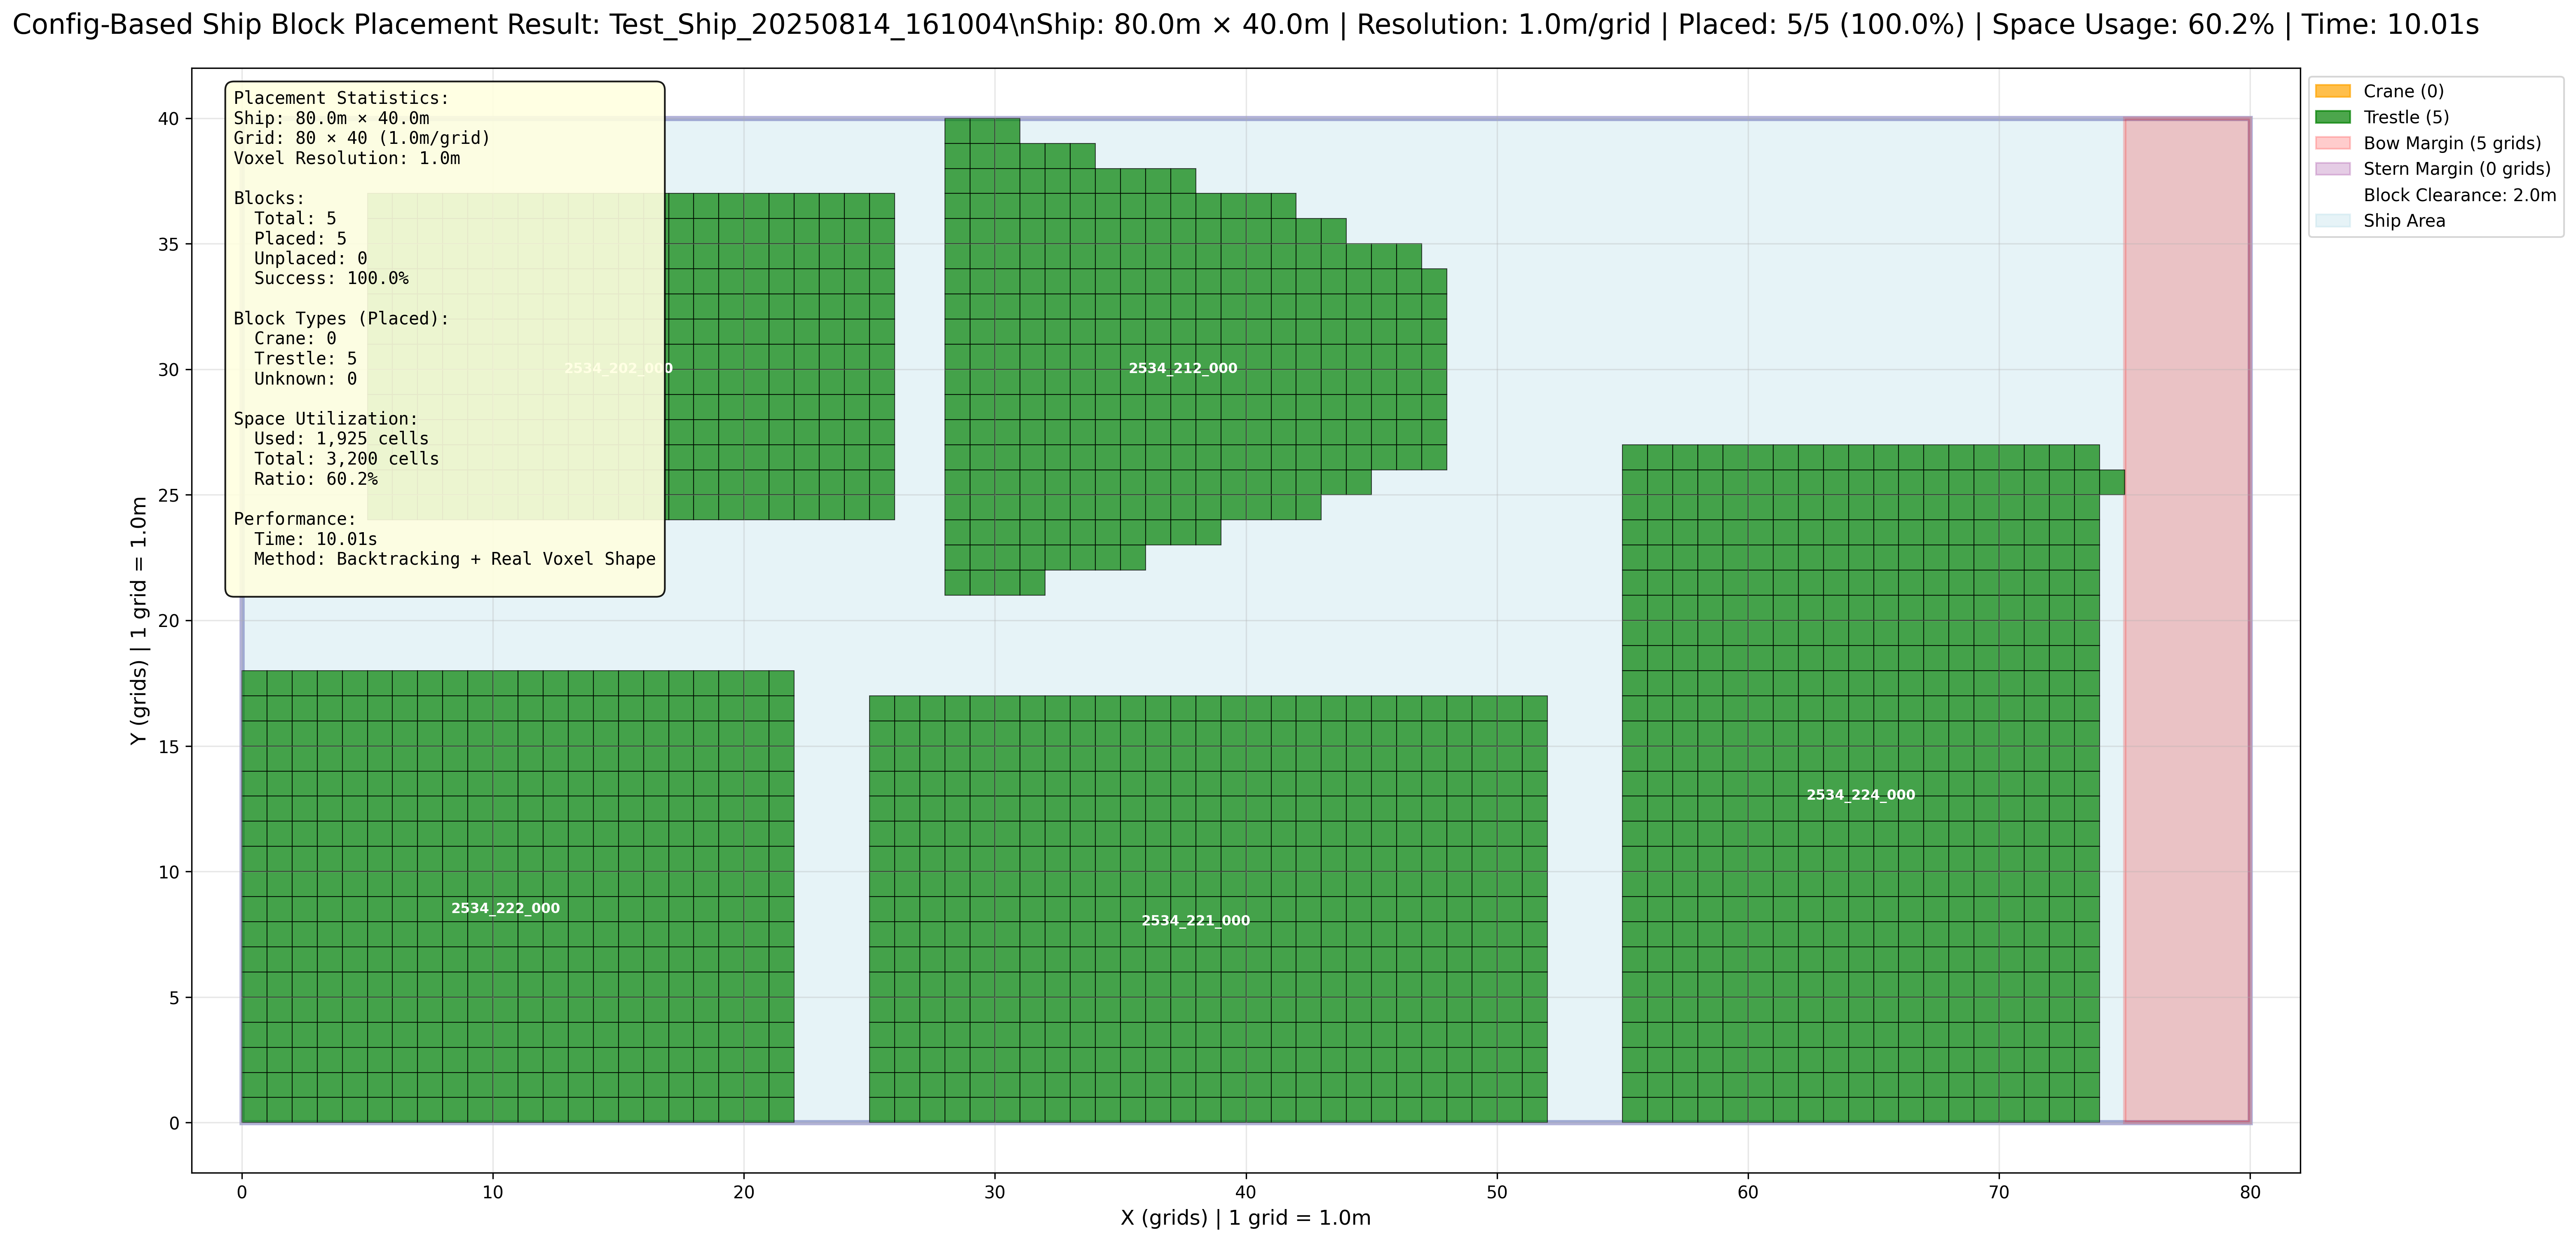 Config-Based Ship Block Placement Result: Test_Ship_20250814_161004\nShip: 80.0m × 40.0m | Resolution: 1.0m/grid | Placed: 5/5 (100.0%) | Space Usage: 60.2% | Time: 10.01s
Placement Statistics:
Ship: 80.0m × 40.0m
Grid: 80 × 40 (1.0m/grid)
Voxel Resolution: 1.0m
Blocks:
Total: 5
Placed: 5
Unplaced: 0
Success: 100.0%
Block Types (Placed):
Crane: 0
Trestle: 5
Unknown: 0
Space Utilization:
Used: 1,925 cells
Total: 3,200 cells
Ratio: 60.2%
Performance:
Time: 10.01s
Method: Backtracking + Real Voxel Shape
Crane (0)
Trestle (5)
Bow Margin (5 grids)
Stern Margin (0 grids)
Block Clearance: 2.0m
Ship Area
2534_202_000
2534_212_000
2534_224_000
2534_222_000
2534_221_000
Y (grids) | 1 grid = 1.0m
40
35
30
25
20
15
10
5
0
0
10
20
30
40
50
60
70
80
X (grids) | 1 grid = 1.0m